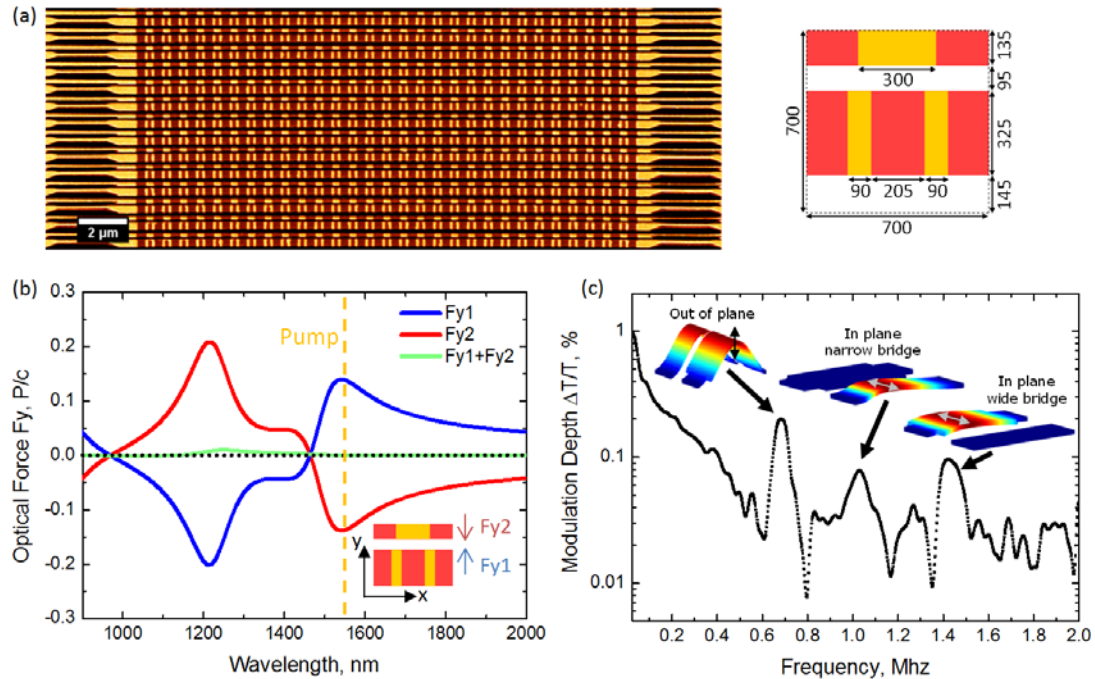 (a)
2 μm
135
300
95
700
325
90 205 90
145
700
(b)
0.3
0.2
0.1
0.0
-0.1
-0.2
-0.3
Optical Force Fy, P/c
Fy1
Fy2
Fy1+Fy2
Pump
y
x
Fy2
Fy1
1000 1200 1400 1600 1800 2000
Wavelength, nm
(c)
1
0.1
0.01
Modulation Depth ΔT/T, %
Out of plane
In plane
narrow bridge
In plane
wide bridge
0.2 0.4 0.6 0.8 1.0 1.2 1.4 1.6 1.8 2.0
Frequency, Mhz